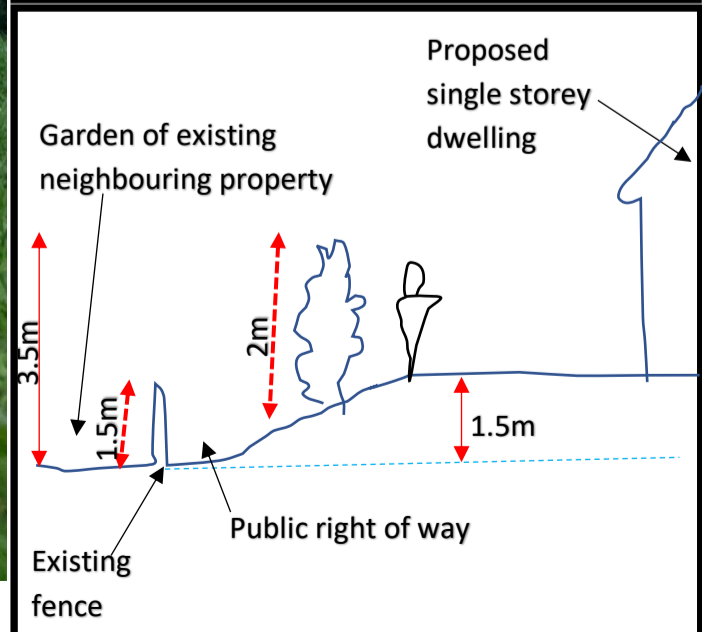 Proposed
single storey
dwelling
Garden of existing
neighbouring property
3.5m
2m
1.5m
1.5m
Public right of way
Existing
fence